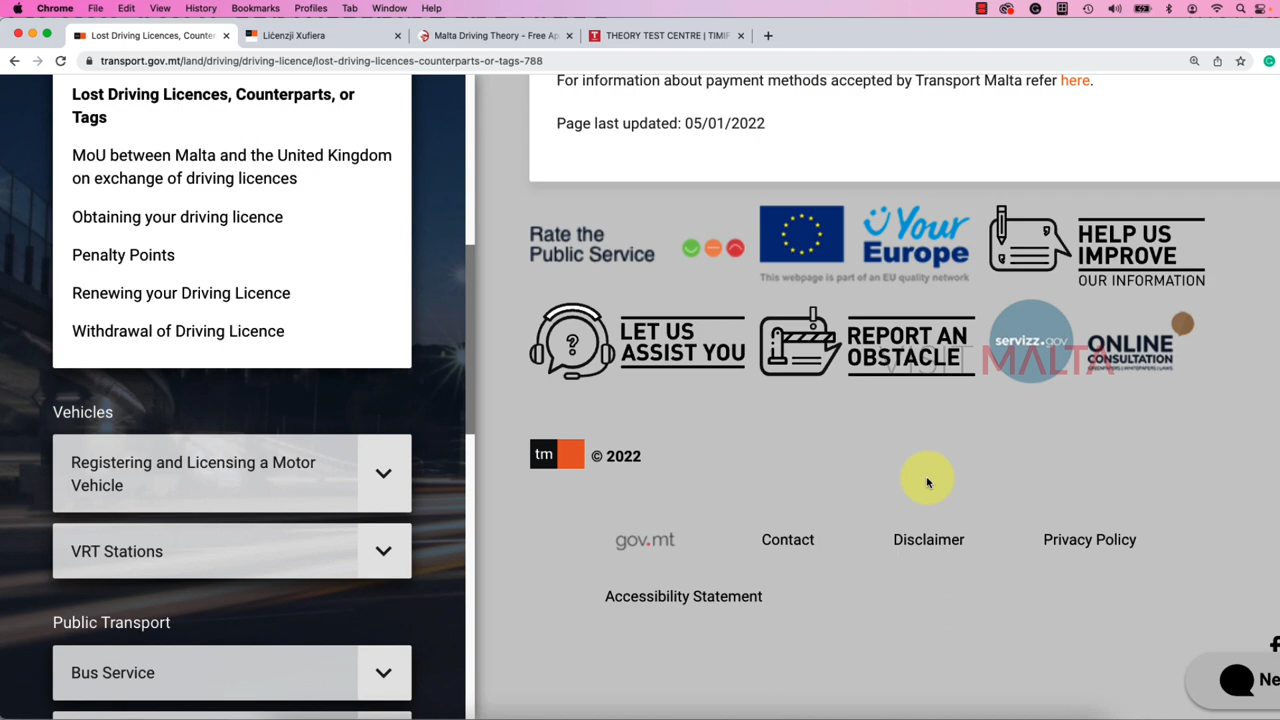 Chrome File Edit View History Bookmarks Profiles Tab Window Help
Lost Driving Licences, Counter Liċenzji Xufiera Malta Driving Theory - Free Ap THEORY TEST CENTRE | TIMIF
transport.gov.mt/land/driving/driving-licence/lost-driving-licences-counterparts-or-tags-788
Lost Driving Licences, Counterparts, or
Tags
MoU between Malta and the United Kingdom
on exchange of driving licences
Obtaining your driving licence
Penalty Points
Renewing your Driving Licence
Withdrawal of Driving Licence
Vehicles
Registering and Licensing a Motor
Vehicle
VRT Stations
Public Transport
Bus Service
For information about payment methods accepted by Transport Malta refer here.
Page last updated: 05/01/2022
Rate the
Public Service
Your
Europe
This webpage is part of an EU quality network
HELP US
IMPROVE
OUR INFORMATION
?
LET US
ASSIST YOU
REPORT AN
OBSTACLE
VISIT MALTA
servizz.gov
ONLINE
CONSULTATION
tm © 2022
gov.mt Contact Disclaimer Privacy Policy
Accessibility Statement
Ne